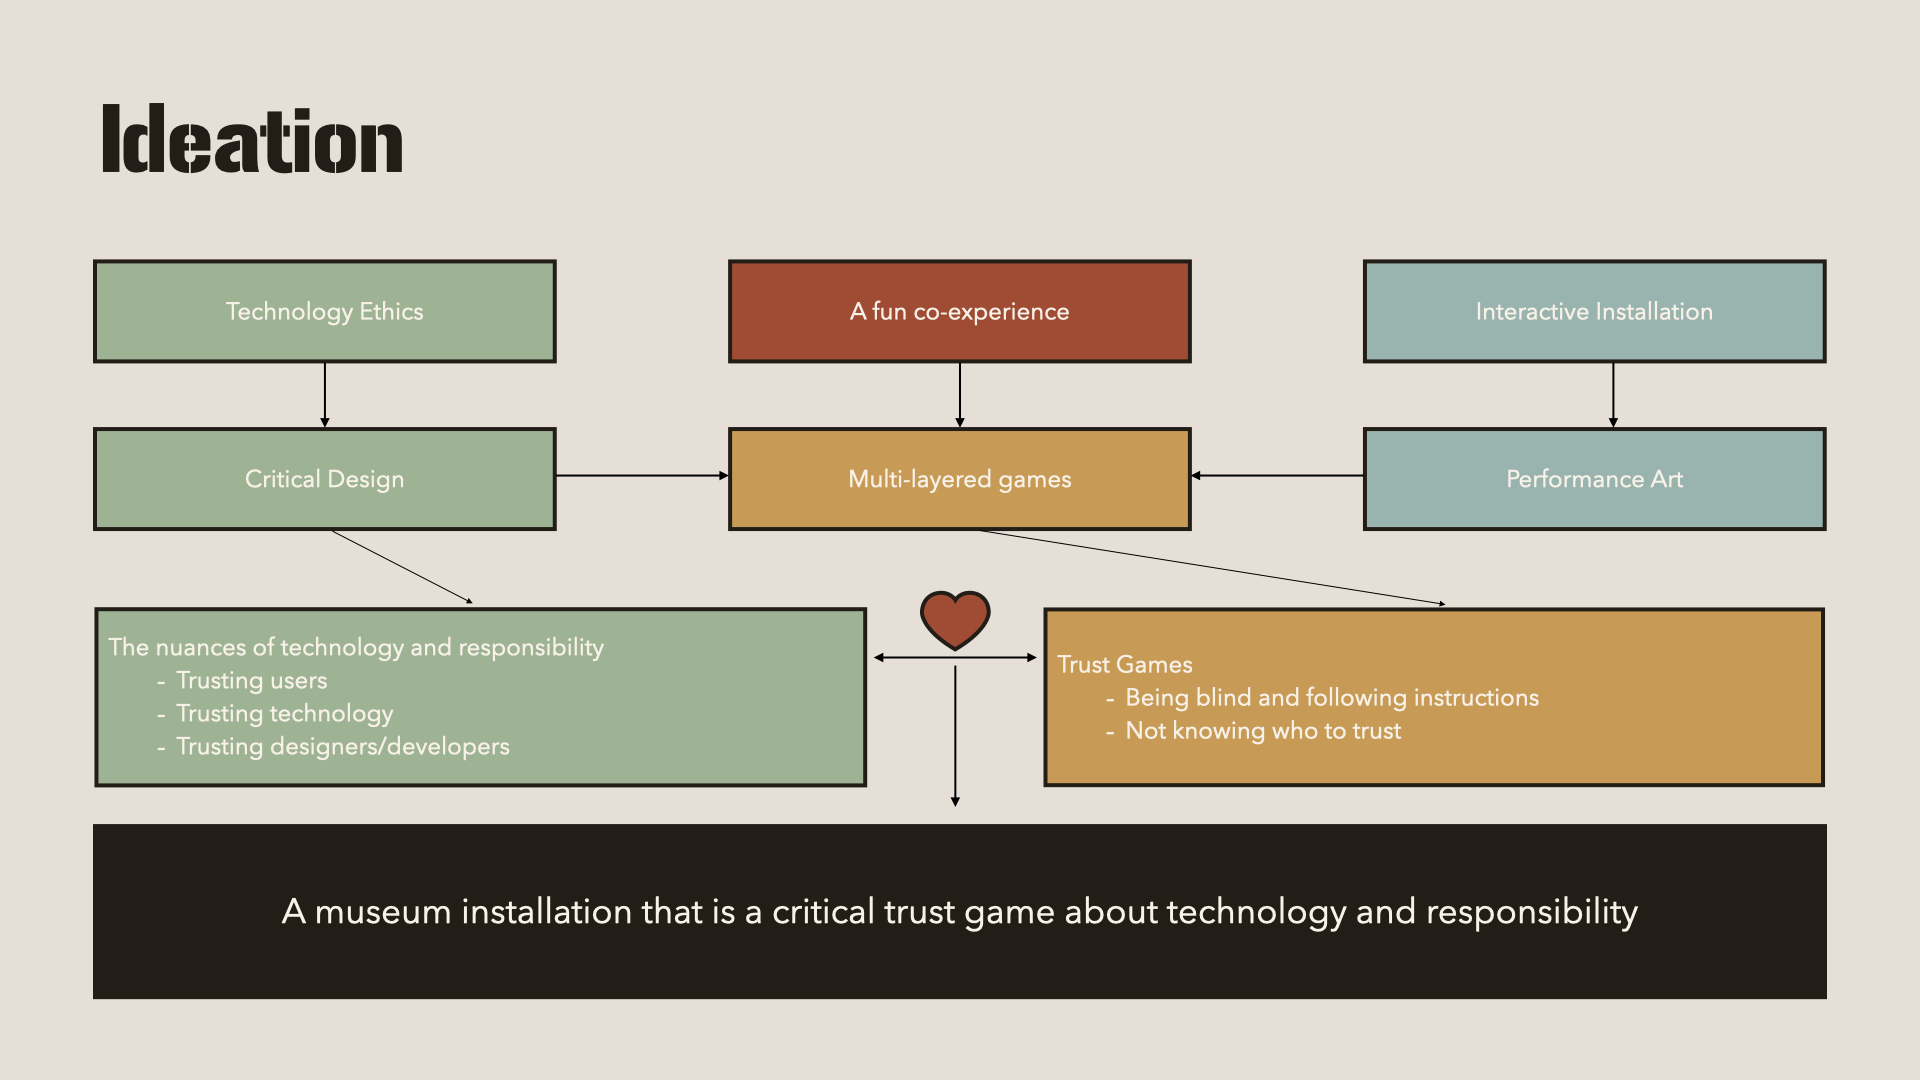 Ideation
Technology Ethics
A fun co-experience
Interactive Installation
Critical Design
Multi-layered games
Performance Art
The nuances of technology and responsibility
- Trusting users
- Trusting technology
- Trusting designers/developers
Trust Games
- Being blind and following instructions
- Not knowing who to trust
A museum installation that is a critical trust game about technology and responsibility